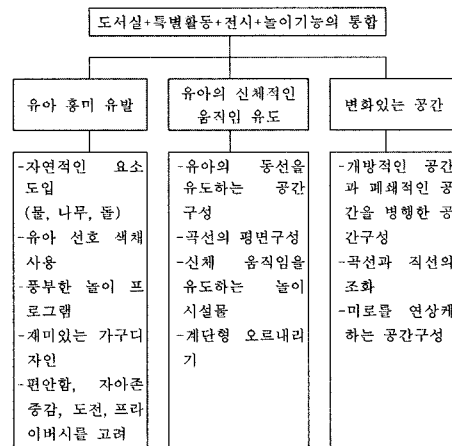 도서실+특별활동+전시+놀이기능의 통합
유아 흥미 유발
-자연적인 요소
도입
(물, 나무, 돌)
-유아 선호 색채
사용
-풍부한 놀이 프
로그램
-재미있는 가구디
자인
-편안함, 자아존
중감, 도전, 프라
이버시를 고려
유아의 신체적인
움직임 유도
-유아의 동선을
유도하는 공간
구성
-곡선의 평면구성
-신체 움직임을
유도하는 놀이
시설물
-계단형 오르내리
기
변화있는 공간
-개방적인 공간
과 폐쇄적인 공
간을 병행한 공
간구성
-곡선과 직선의
조화
-미로를 연상케
하는 공간구성